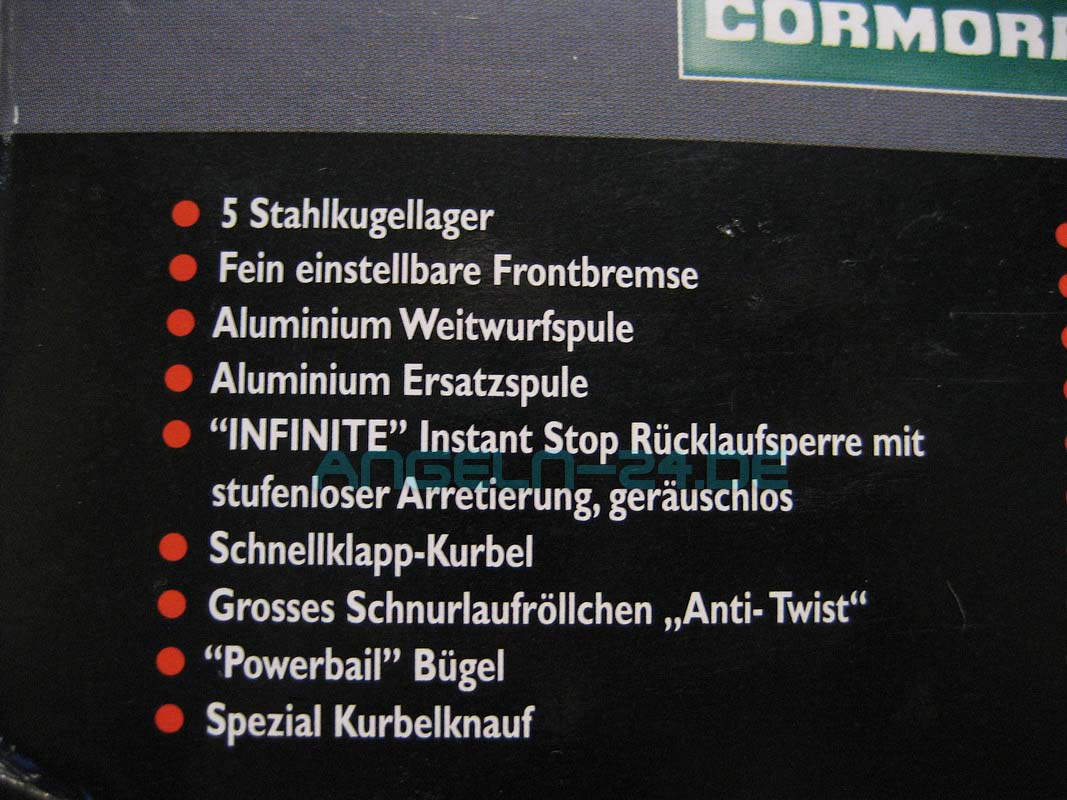 CORMOR
5 Stahlkugellager
Fein einstellbare Frontbremse
Aluminium Weitwurfspule
Aluminium Ersatzspule
“INFINITE” Instant Stop Rücklaufsperre mit
ANGELN-24.DE
stufenloser Arretierung, geräuschlos
Schnellklapp-Kurbel
Grosses Schnurlaufröllchen „Anti-Twist“
“Powerbail” Bügel
Spezial Kurbelknauf